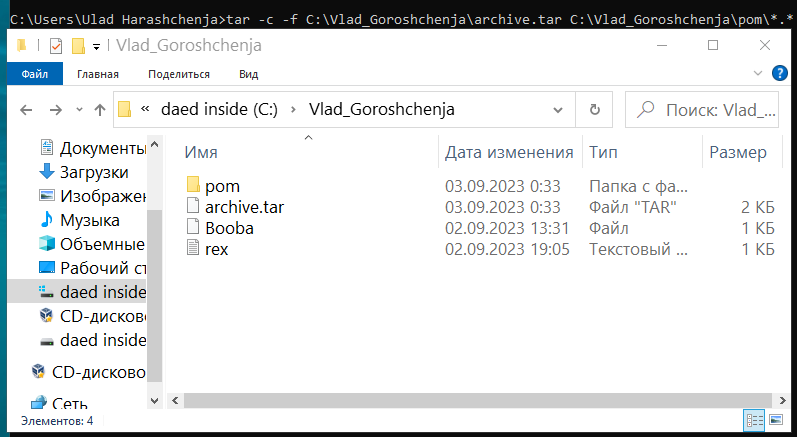 C:\Users\Ulad Harashchenja>tar -c -f C:\Vlad_Goroshchenja\archive.tar C:\Vlad_Goroshchenja\pom\*.*
Vlad_Goroshchenja
Файл Главная Поделиться Вид
« daed inside (C:) › Vlad_Goroshchenja
Поиск: Vlad_...
Имя Дата изменения Тип Размер
Документы
Загрузки
Изображен
Музыка
Объемные
Рабочий ст
daed inside
CD-дисково
daed inside
CD-дисково
Сеть
pom 03.09.2023 0:33 Папка с фа...
archive.tar 03.09.2023 0:33 Файл "TAR" 2 КБ
Booba 02.09.2023 13:31 Файл 1 КБ
rex 02.09.2023 19:05 Текстовый ... 1 КБ
Элементов: 4